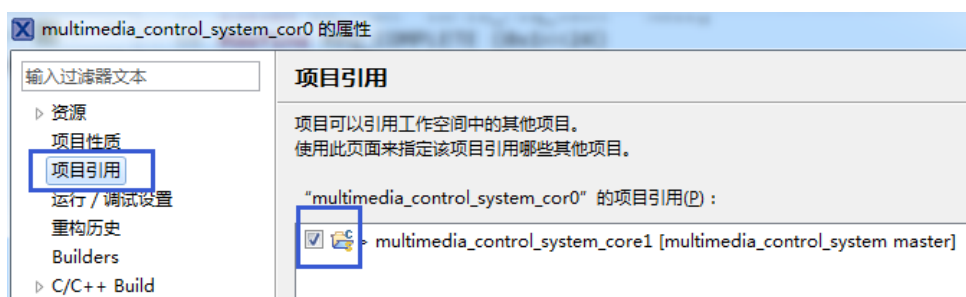 multimedia_control_system_cor0 的属性
输入过滤器文本
资源
项目性质
项目引用
运行 / 调试设置
重构历史
Builders
C/C++ Build
项目引用
项目可以引用工作空间中的其他项目。
使用此页面来指定该项目引用哪些其他项目。
“multimedia_control_system_cor0”的项目引用(P)：
multimedia_control_system_core1 [multimedia_control_system master]